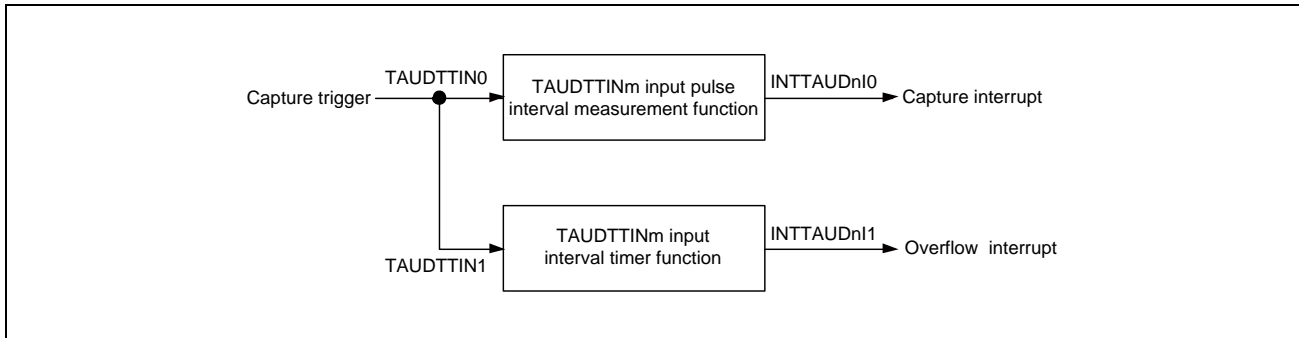 TAUDTTIN0
Capture trigger
TAUDTTINm input pulse
interval measurement function
INTTAUDnI0
Capture interrupt
TAUDTTIN1
TAUDTTINm input
interval timer function
INTTAUDnI1
Overflow interrupt